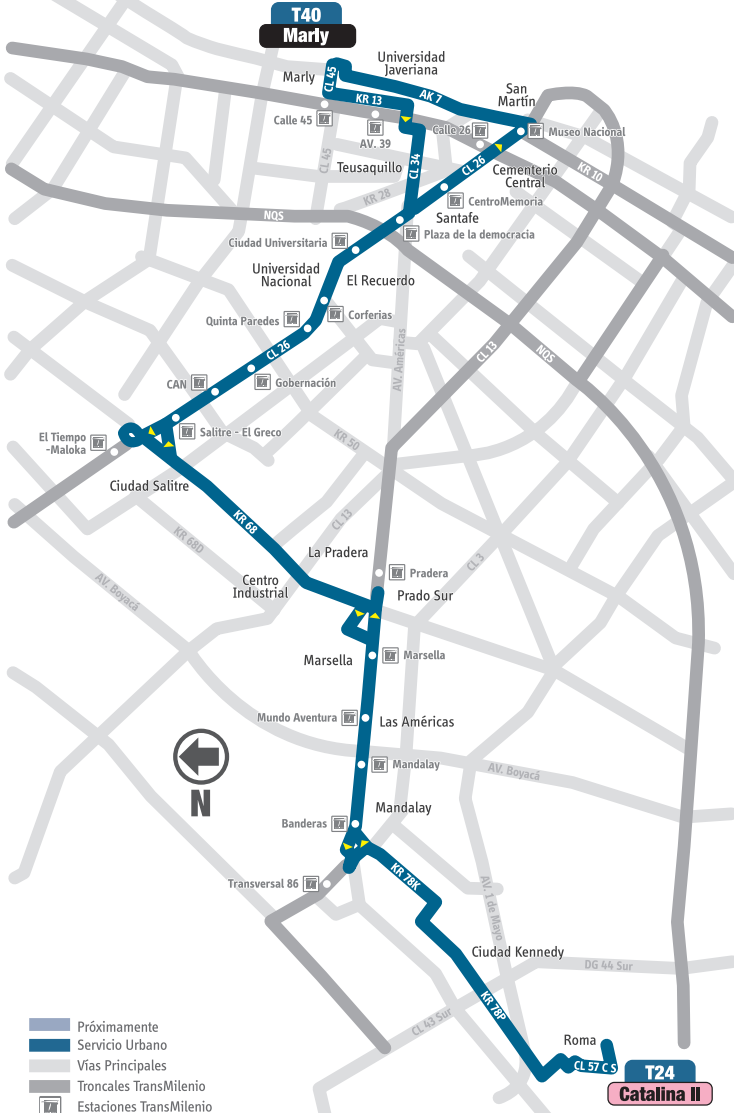 T40
Marly
Universidad
Javeriana
Marly
CL 45
KR 13
AK 7
San
Martín
Calle 45
AV. 39
Calle 26
Museo Nacional
CL 45
Teusaquillo
CL 34
CL 26
Cementerio
Central
KR 10
KR 28
CentroMemoria
NQS
Santafe
Plaza de la democracia
Ciudad Universitaria
Universidad
Nacional
El Recuerdo
Quinta Paredes
Corferias
CL 26
AV. Américas
CL 13
NQS
CAN
Gobernación
El Tiempo
-Maloka
Salitre - El Greco
KR 50
Ciudad Salitre
KR 68
KR 68D
CL 13
La Pradera
CL 3
AV. Boyacá
Centro
Industrial
Pradera
Prado Sur
Marsella
Marsella
Mundo Aventura
Las Américas
Mandalay
AV. Boyacá
N
Mandalay
Banderas
Transversal 86
KR 78K
AV. 1 de Mayo
Ciudad Kennedy
DG 44 Sur
KR 78P
CL 43 Sur
Roma
CL 57 C S
T24
Catalina II
Próximamente
Servicio Urbano
Vías Principales
Troncales TransMilenio
Estaciones TransMilenio